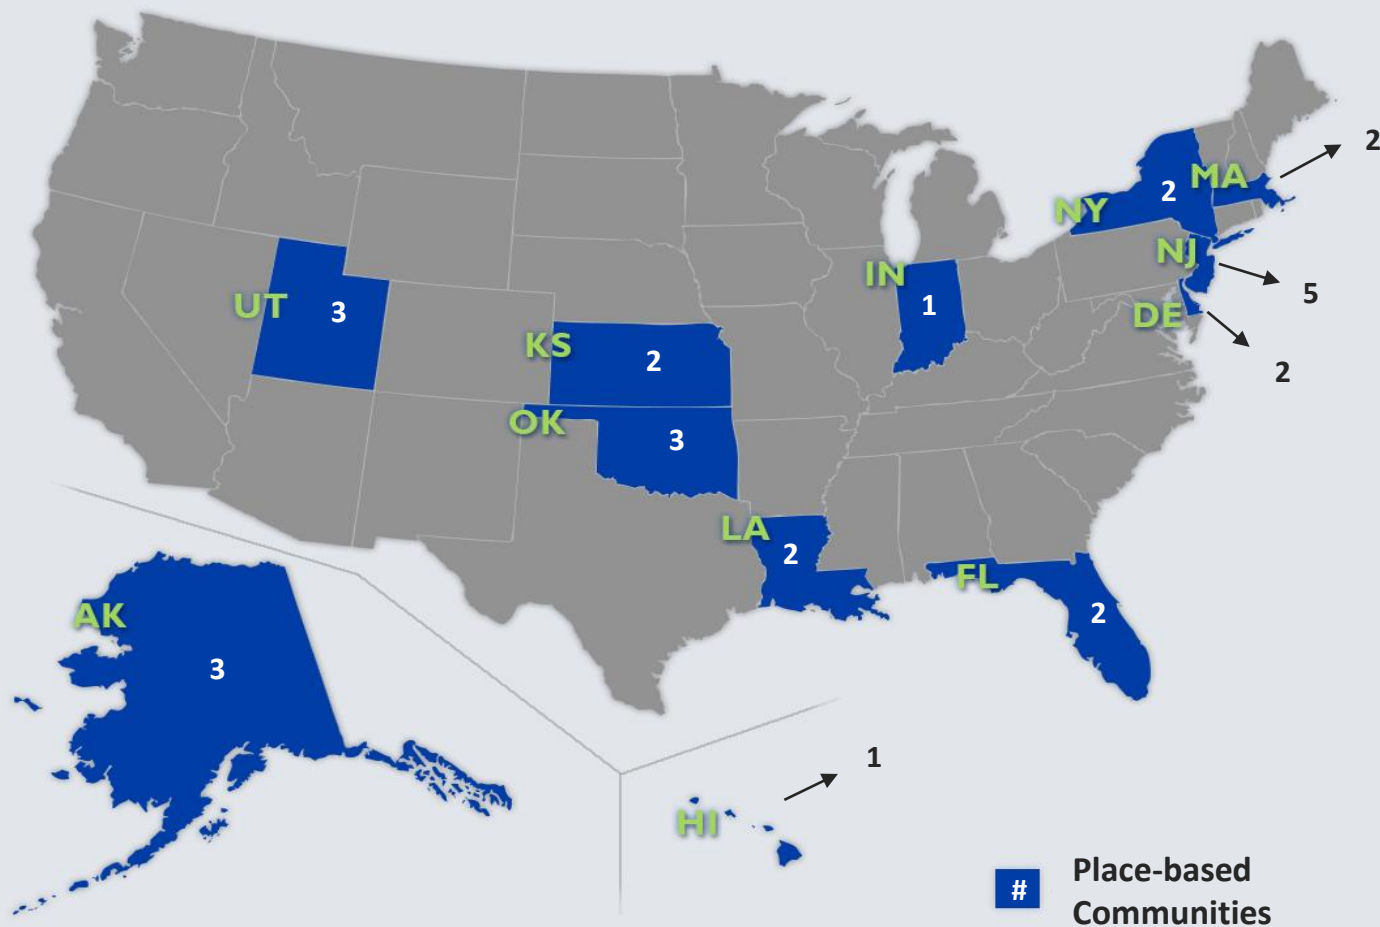 2
MA
2
NY
NJ
IN
5
UT
3
1
DE
KS
2
2
OK
3
LA
2
FL
AK
2
3
1
HI
#
Place-based
Communities